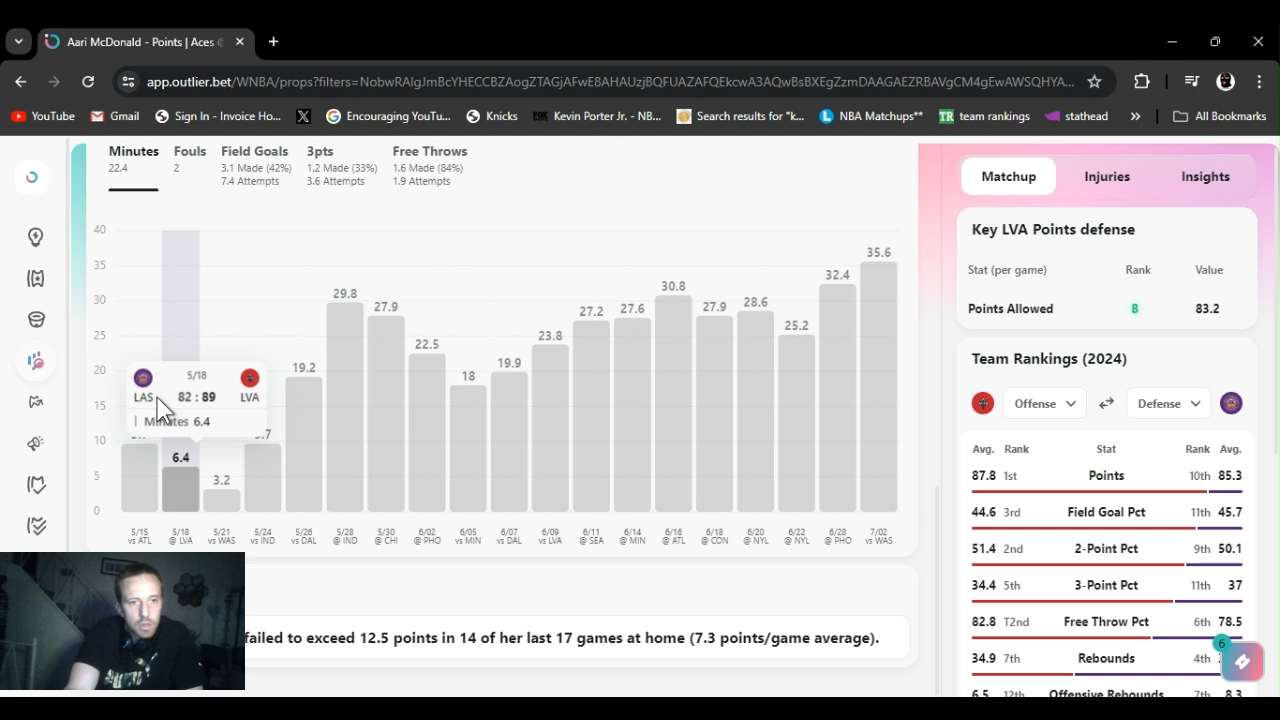 Aari McDonald - Points | Aces
app.outlier.bet/WNBA/props?filters=NobwRAlgJmBcYHECCBZAogZTAGjAFwE8AHAUzjBQFUAZAFQEkcwA3AQwBsBXEgZzmDAAGAEZRBAVgCM4gEwAWSQHYA...
YouTube Gmail Sign In - Invoice Ho... Encouraging YouTu... Knicks Kevin Porter Jr. - NB... Search results for "k... NBA Matchups** team rankings stathead » All Bookmarks
Minutes Fouls Field Goals 3pts Free Throws
22.4 2 3.1 Made (42%) 1.2 Made (33%) 1.6 Made (84%)
7.4 Attempts 3.6 Attempts 1.9 Attempts
40
35
30
25
20
15
10
5
0
6.4 3.2 19.2 29.8 27.9 22.5 18 19.9 23.8 27.2 27.6 30.8 27.9 28.6 25.2 32.4 35.6
5/18
LAS 82 : 89 LVA
Minutes 6.4
5/15 5/18 5/21 5/24 5/26 5/28 5/30 6/02 6/05 6/07 6/09 6/11 6/14 6/16 6/18 6/20 6/22 6/28 7/02
vs ATL @ LVA vs WAS vs IND vs DAL @ IND @ CHI vs PHO vs MIN vs DAL vs LVA @ SEA @ MIN @ ATL @ CON @ NYL @ NYL @ PHO vs WAS
failed to exceed 12.5 points in 14 of her last 17 games at home (7.3 points/game average).
Matchup Injuries Insights
Key LVA Points defense
Stat (per game) Rank Value
Points Allowed 8 83.2
Team Rankings (2024)
Offense Defense
Avg. Rank Stat Rank Avg.
87.8 1st Points 10th 85.3
44.6 3rd Field Goal Pct 11th 45.7
51.4 2nd 2-Point Pct 9th 50.1
34.4 5th 3-Point Pct 11th 37
82.8 T2nd Free Throw Pct 6th 78.5
34.9 7th Rebounds 4th
6.5 12th Offensive Rebounds 7th 8.3
6